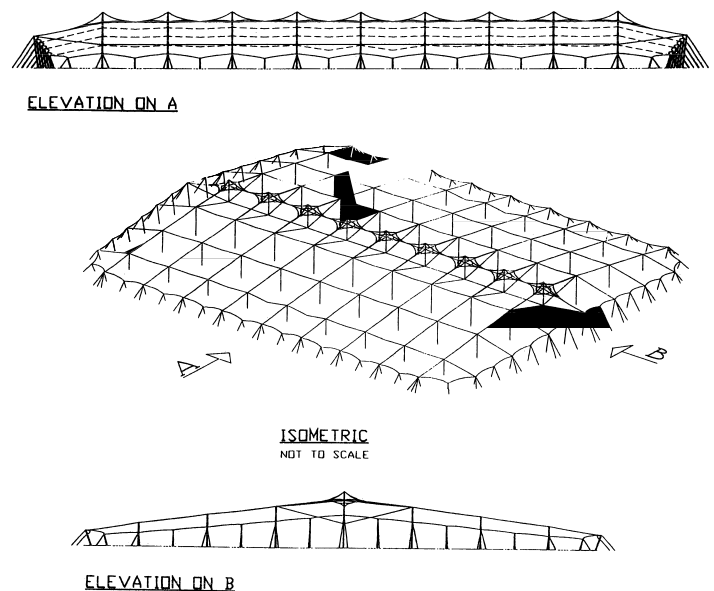 ELEVATION ON A
A
B
ISOMETRIC
NOT TO SCALE
ELEVATION ON B